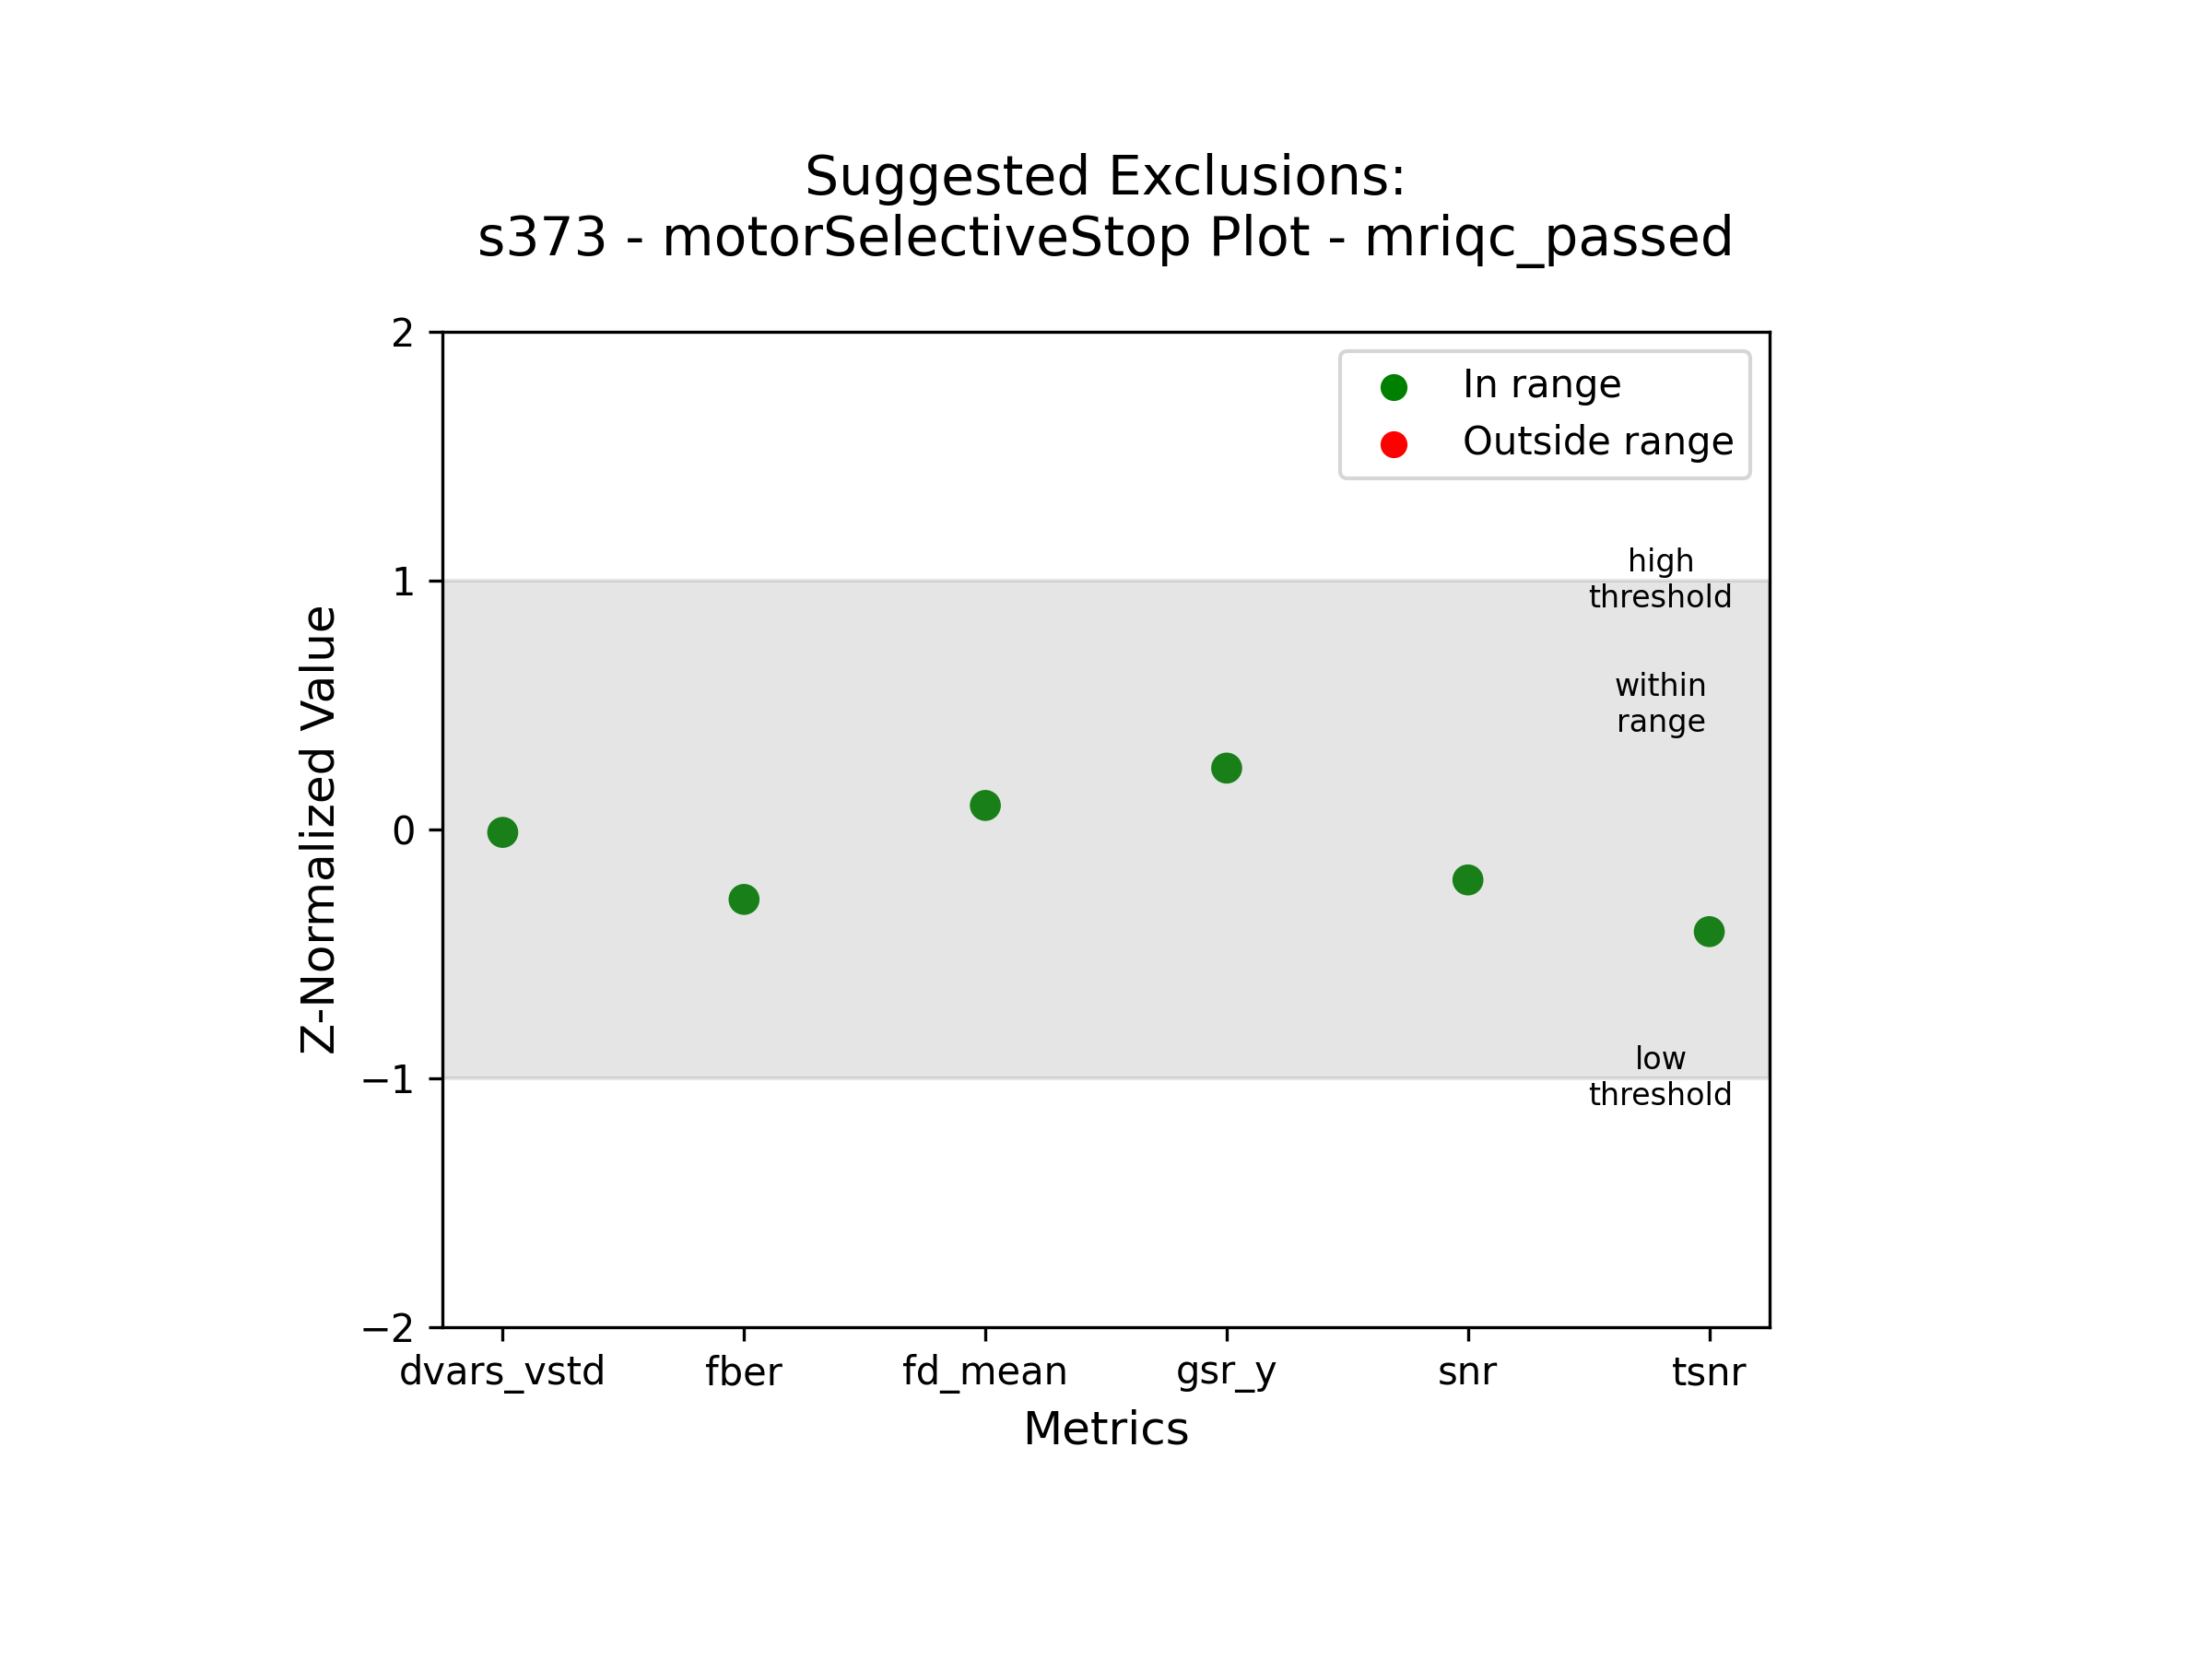 Suggested Exclusions:
s373 - motorSelectiveStop Plot - mriqc_passed
2
In range
Outside range
high
threshold
1
within
range
Z-Normalized Value
0
low
threshold
−1
−2
dvars_vstd fber fd_mean gsr_y snr tsnr
Metrics